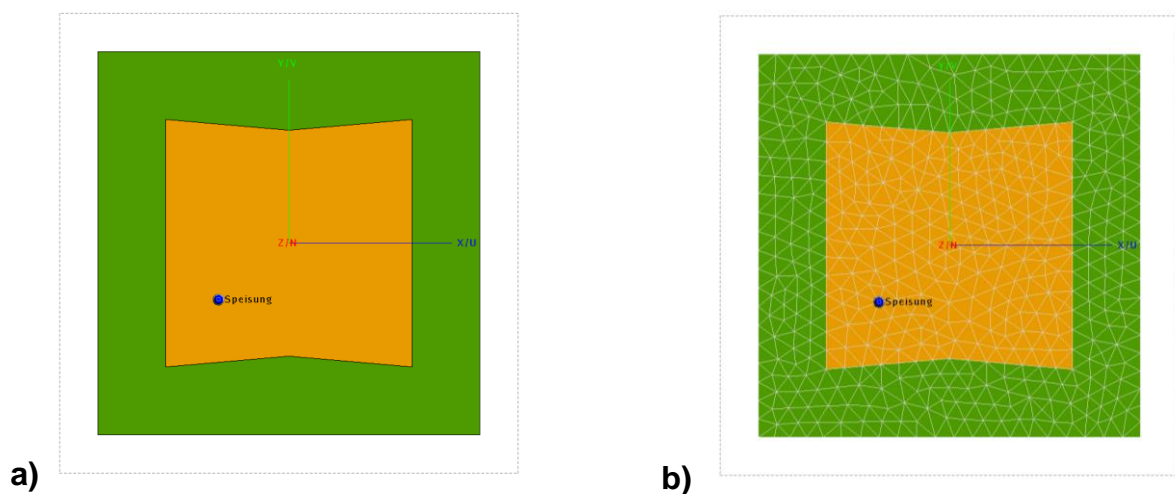 Y/V
Z/N
X/U
Speisung
a)
Y/V
Z/N
X/U
Speisung
b)